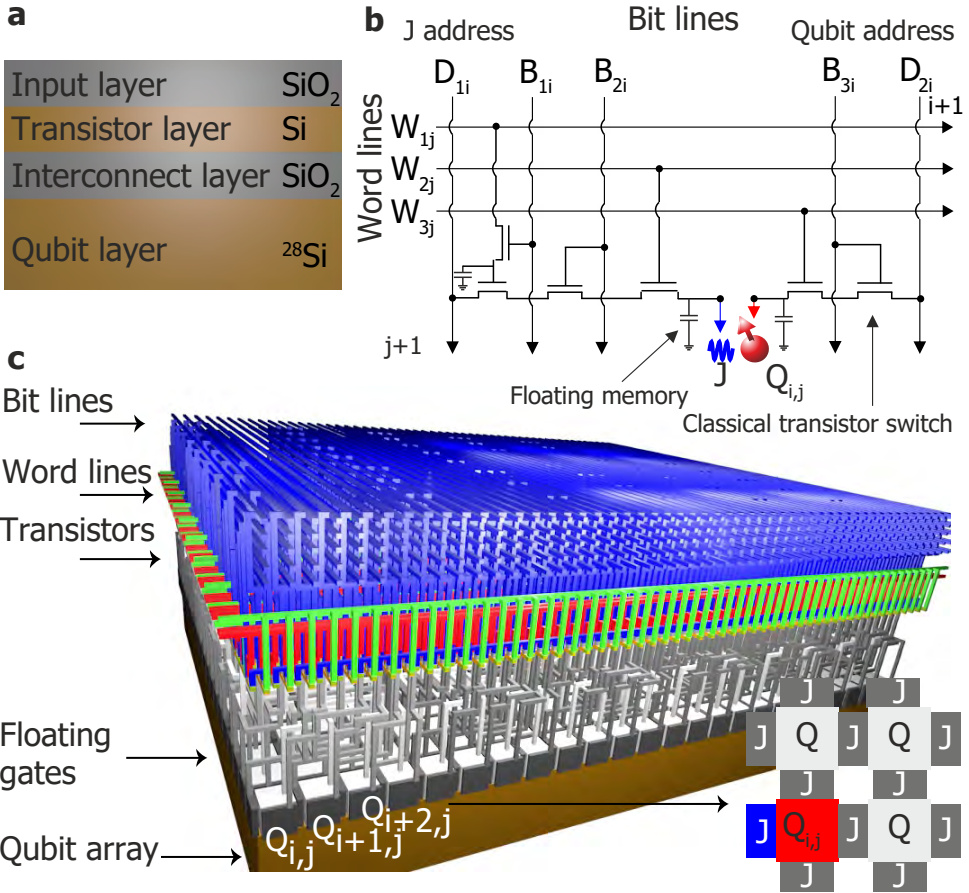 a
Input layer SiO2
Transistor layer Si
Interconnect layer SiO2
Qubit layer 28Si
b
Bit lines
J address
Qubit address
D1i B1i B2i B3i D2i
i+1
Word lines
W1j
W2j
W3j
j+1
J
Qi,j
Floating memory
Classical transistor switch
c
Bit lines
Word lines
Transistors
Floating
gates
Qubit array
Qi,j Qi+1,j Qi+2,j
J J
J Q J Q J
J J
J Qi,j J Q J
J J